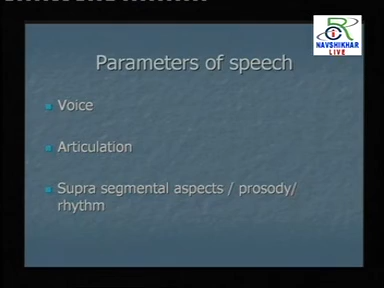 NAVSHIKHAR
LIVE
Parameters of speech
Voice
Articulation
Supra segmental aspects / prosody/
rhythm